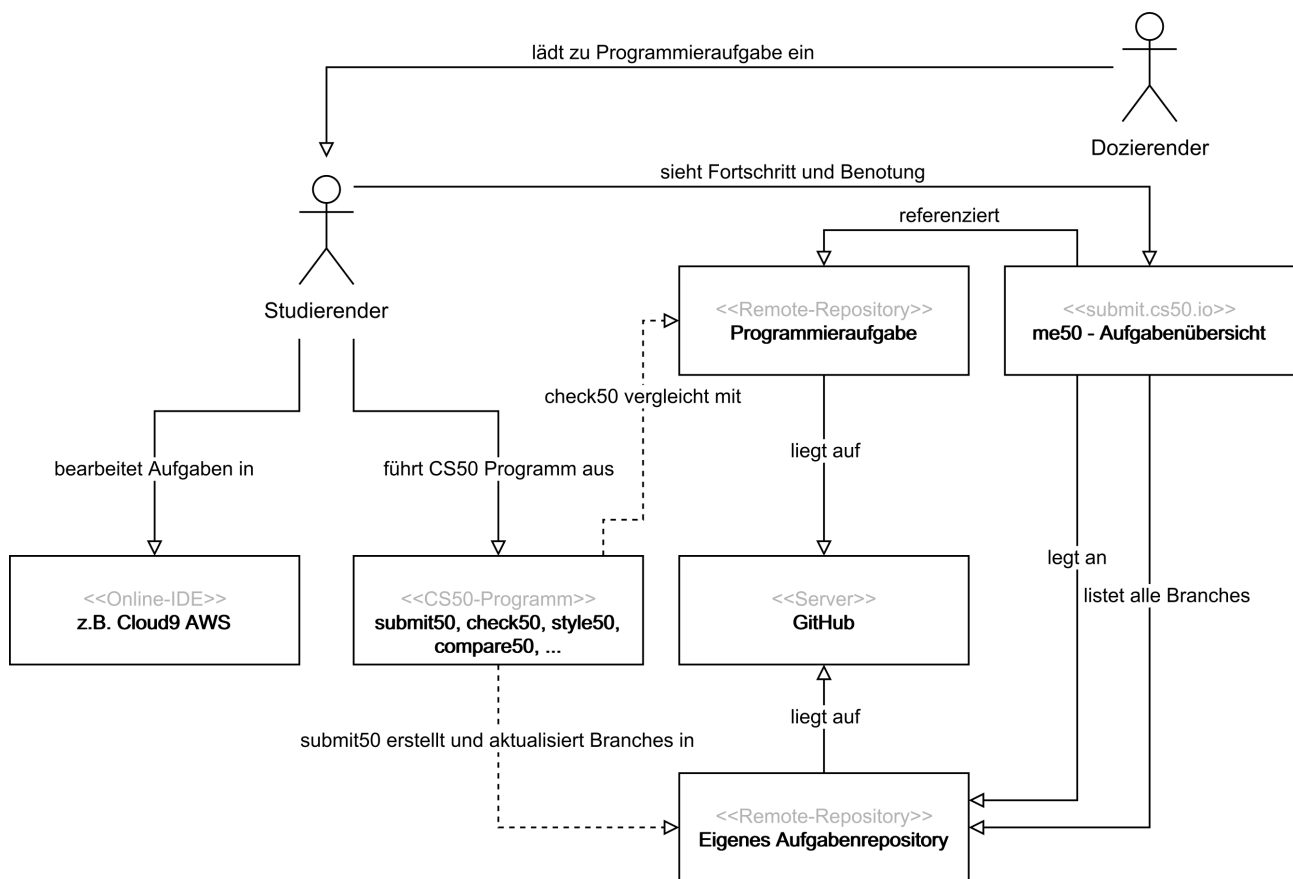 lädt zu Programmieraufgabe ein
Dozierender
sieht Fortschritt und Benotung
referenziert
Studierender
<<Remote-Repository>>
Programmieraufgabe
<<submit.cs50.io>>
me50 - Aufgabenübersicht
check50 vergleicht mit
liegt auf
bearbeitet Aufgaben in
führt CS50 Programm aus
legt an
listet alle Branches
<<Online-IDE>>
z.B. Cloud9 AWS
<<CS50-Programm>>
submit50, check50, style50,
compare50, ...
<<Server>>
GitHub
liegt auf
submit50 erstellt und aktualisiert Branches in
<<Remote-Repository>>
Eigenes Aufgabenrepository